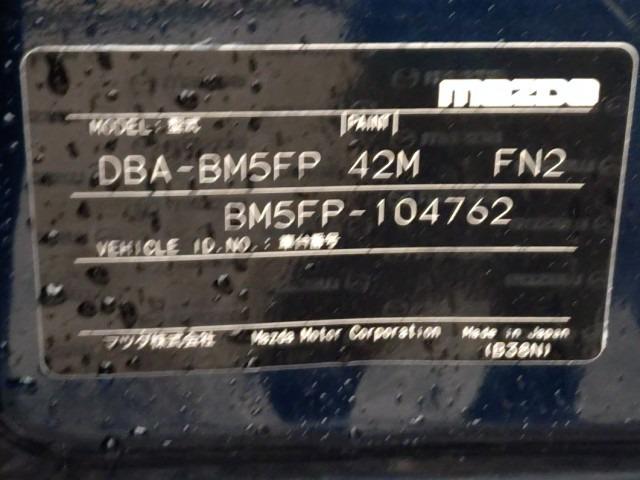 mazda
MODEL:型式 PAINT
DBA-BM5FP 42M FN2
BM5FP-104762
VEHICLE ID.NO.:車台番号
マツダ株式会社 Mazda Motor Corporation Made in Japan
(B38N)